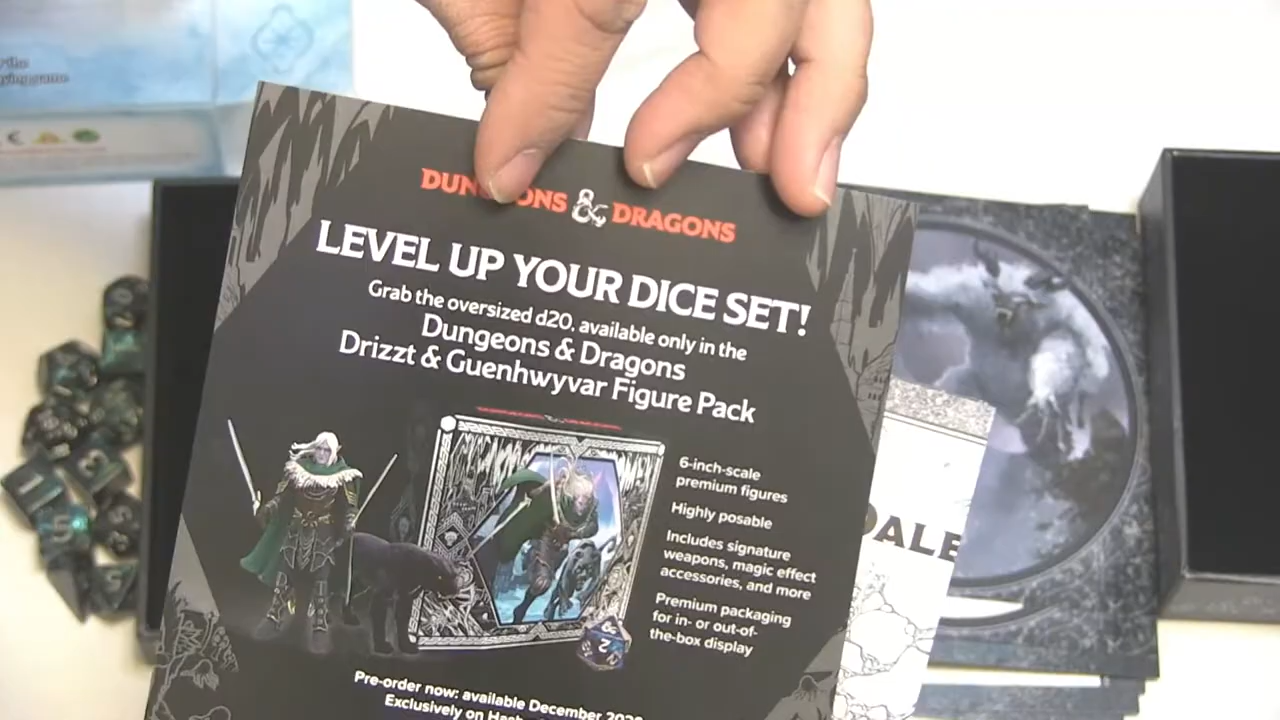 DUNGEONS & DRAGONS
LEVEL UP YOUR DICE SET!
Grab the oversized d20, available only in the
Dungeons & Dragons
Drizzt & Guenhwyvar Figure Pack
6-inch-scale
premium figures
Highly posable
Includes signature
weapons, magic effect
accessories, and more
Premium packaging
for in- or out-of-
the-box display
2
Pre-order now: available December
Exclusively on
DALE